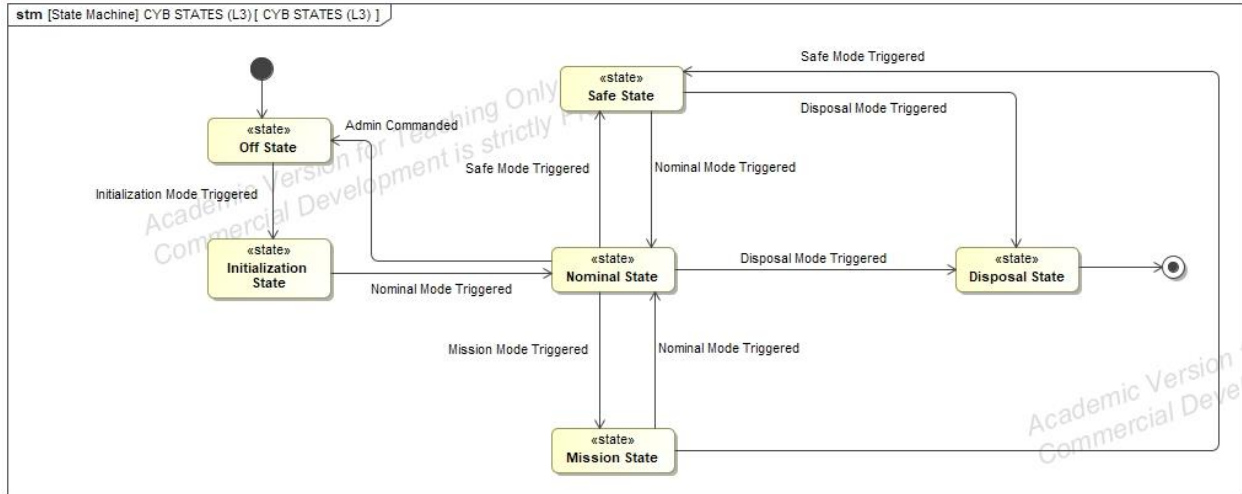 stm [State Machine] CYB STATES (L3) [ CYB STATES (L3) ]
Safe Mode Triggered
«state»
Safe State
Disposal Mode Triggered
«state»
Off State
Admin Commanded
Safe Mode Triggered
Nominal Mode Triggered
Initialization Mode Triggered
«state»
Initialization
State
Nominal Mode Triggered
«state»
Nominal State
Disposal Mode Triggered
«state»
Disposal State
Mission Mode Triggered
Nominal Mode Triggered
«state»
Mission State
Academic Version for Teaching Only
Commercial Development is strictly
Academic Version
Commercial